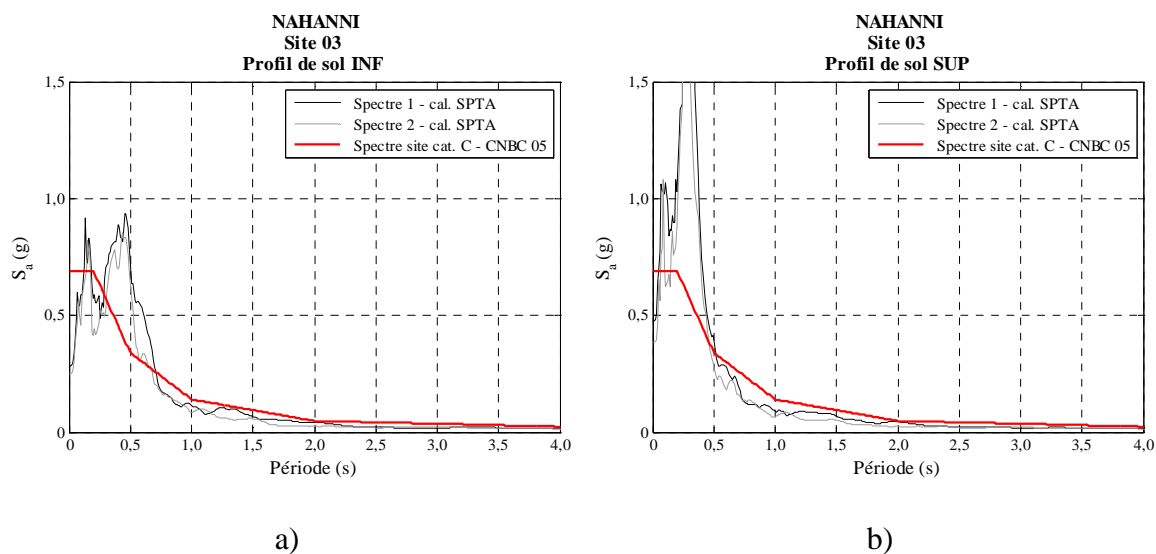 NAHANNI
Site 03
Profil de sol INF
1,5
1,0
0,5
0
S_a (g)
Spectre 1 - cal. SPTA
Spectre 2 - cal. SPTA
Spectre site cat. C - CNBC 05
0 0,5 1,0 1,5 2,0 2,5 3,0 3,5 4,0
Période (s)
a)
NAHANNI
Site 03
Profil de sol SUP
1,5
1,0
0,5
0
S_a (g)
Spectre 1 - cal. SPTA
Spectre 2 - cal. SPTA
Spectre site cat. C - CNBC 05
0 0,5 1,0 1,5 2,0 2,5 3,0 3,5 4,0
Période (s)
b)